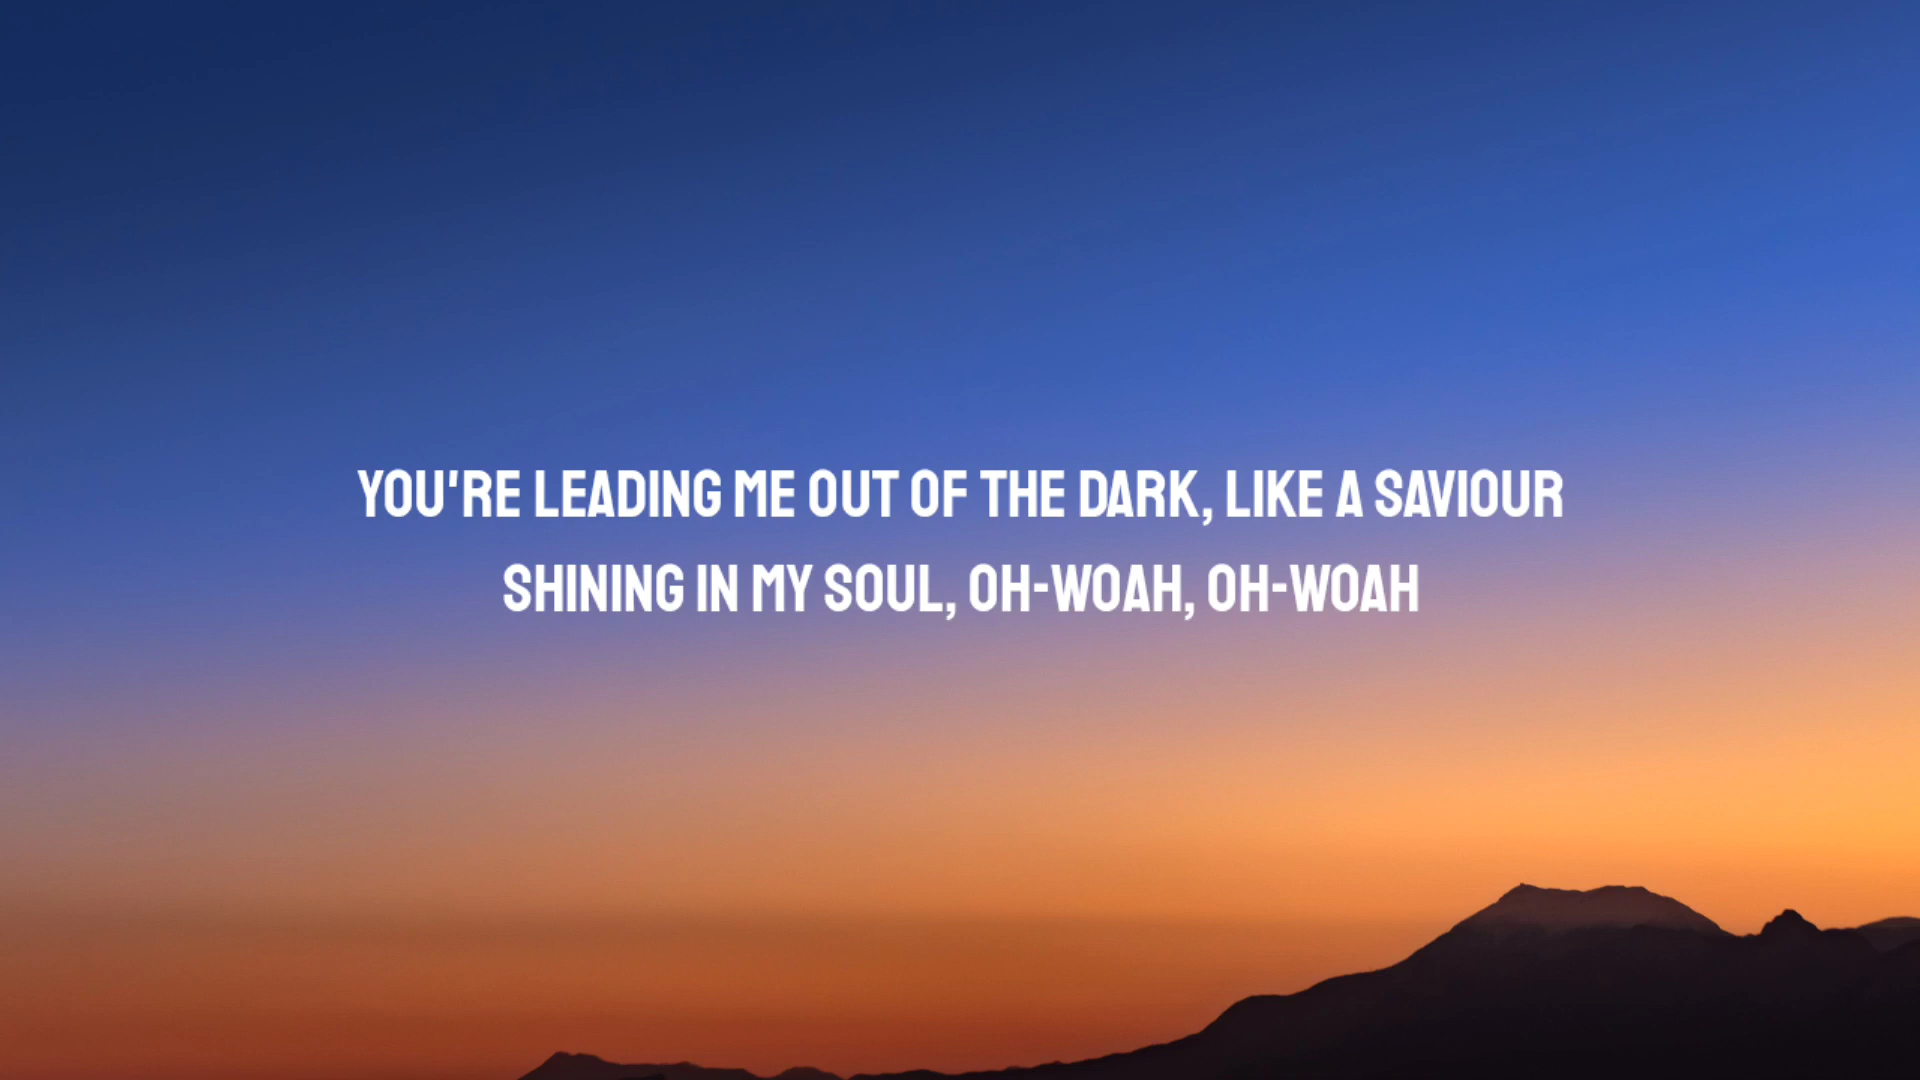 YOU'RE LEADING ME OUT OF THE DARK, LIKE A SAVIOUR
SHINING IN MY SOUL, OH-WOAH, OH-WOAH